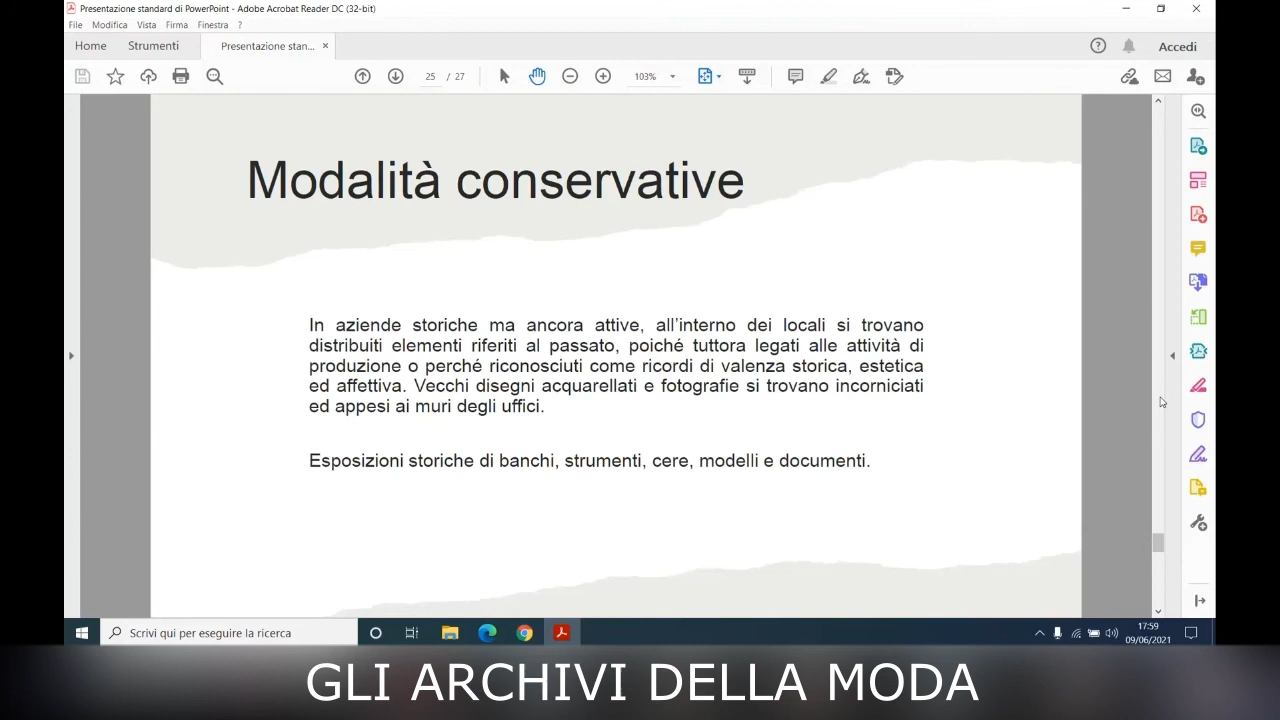 Presentazione standard di PowerPoint - Adobe Acrobat Reader DC (32-bit)
File Modifica Vista Firma Finestra ?
Home Strumenti Presentazione stan... × Accedi
25 / 27 103%
Modalità conservative
In aziende storiche ma ancora attive, all'interno dei locali si trovano
distribuiti elementi riferiti al passato, poiché tuttora legati alle attività di
produzione o perché riconosciuti come ricordi di valenza storica, estetica
ed affettiva. Vecchi disegni acquarellati e fotografie si trovano incorniciati
ed appesi ai muri degli uffici.
Esposizioni storiche di banchi, strumenti, cere, modelli e documenti.
Scrivi qui per eseguire la ricerca
17:59
09/06/2021
GLI ARCHIVI DELLA MODA